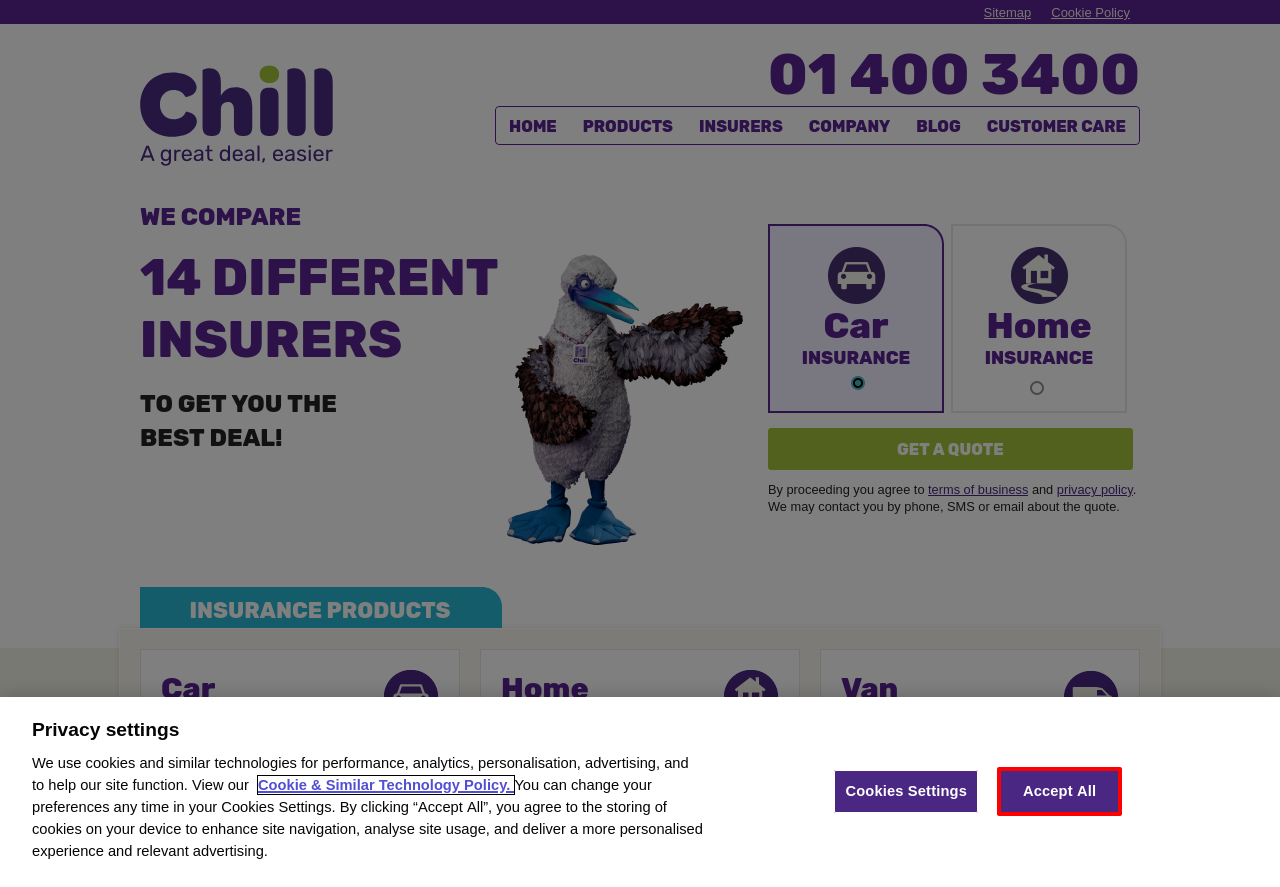 Sitemap Cookie Policy
Chill
A great deal, easier
01 400 3400
HOME PRODUCTS INSURERS COMPANY BLOG CUSTOMER CARE
WE COMPARE
14 DIFFERENT
INSURERS
TO GET YOU THE
BEST DEAL!
Chill
Car
INSURANCE
Home
INSURANCE
GET A QUOTE
By proceeding you agree to terms of business and privacy policy.
We may contact you by phone, SMS or email about the quote.
INSURANCE PRODUCTS
Car
Home
Van
Privacy settings
We use cookies and similar technologies for performance, analytics, personalisation, advertising, and
to help our site function. View our Cookie & Similar Technology Policy. You can change your
preferences any time in your Cookies Settings. By clicking “Accept All”, you agree to the storing of
cookies on your device to enhance site navigation, analyse site usage, and deliver a more personalised
experience and relevant advertising.
Cookies Settings
Accept All